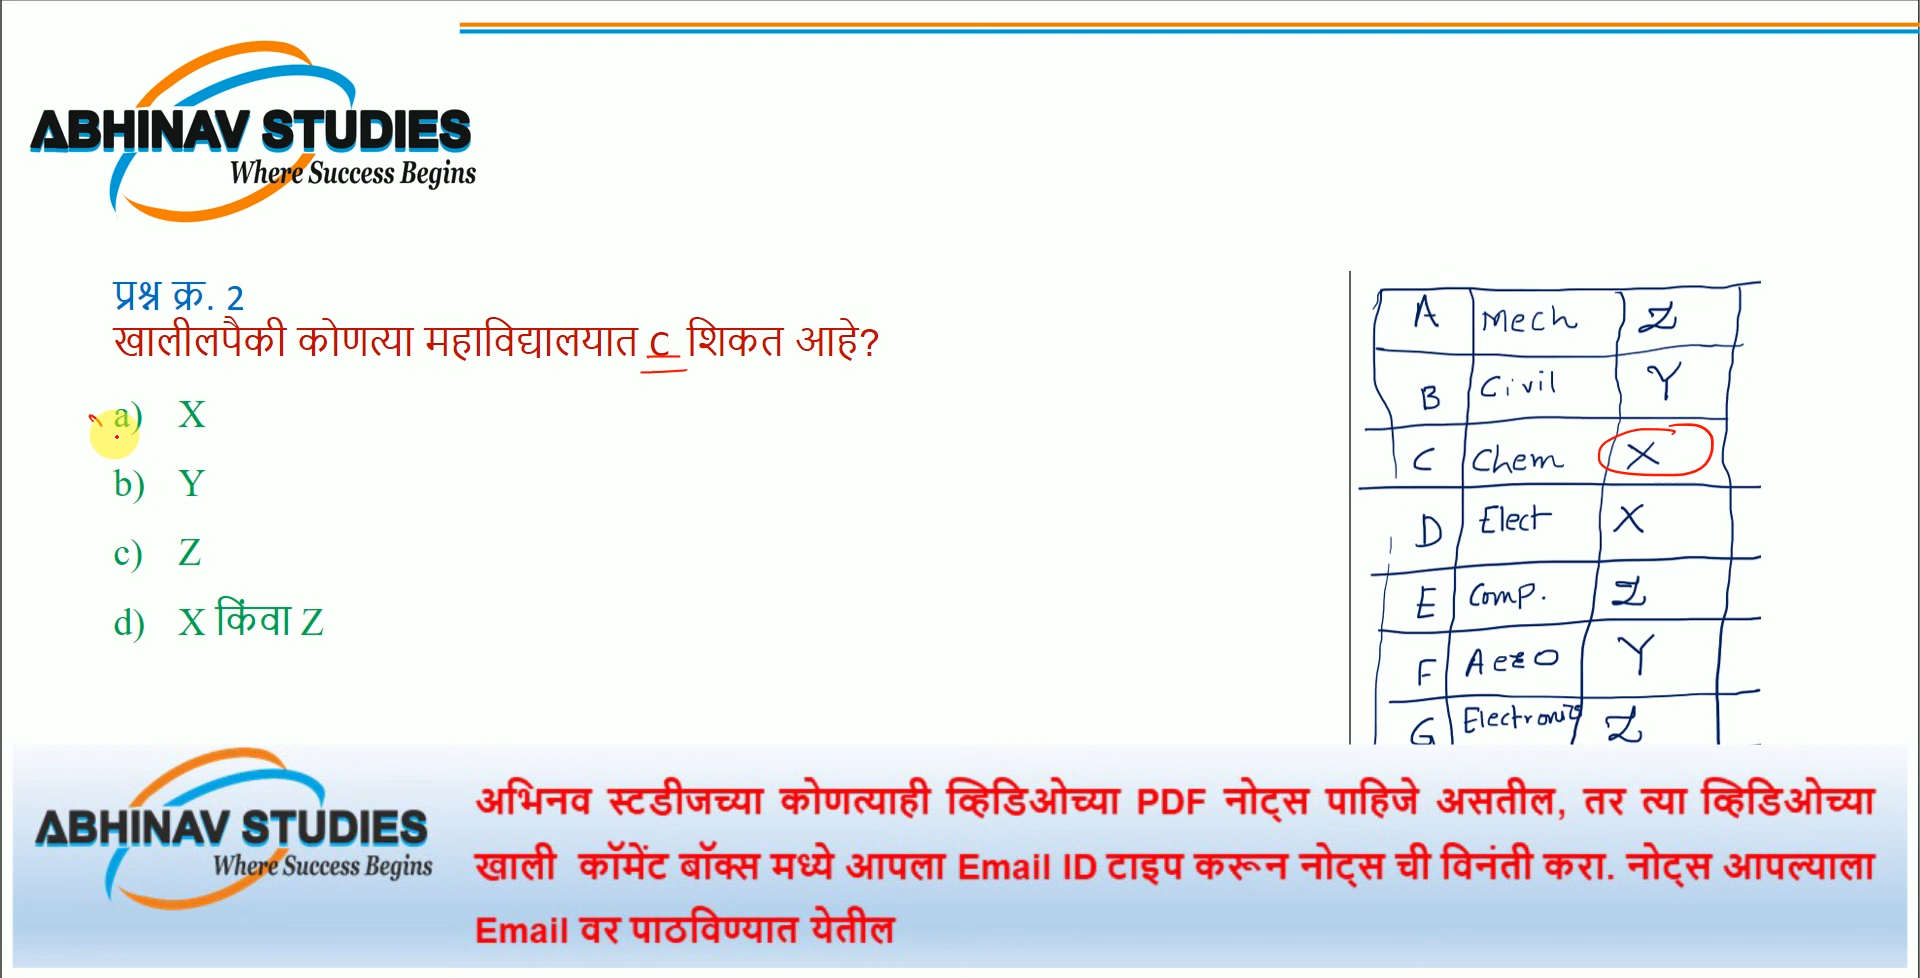 ABHINAV STUDIES
Where Success Begins
प्रश्न क्र. 2
खालीलपैकी कोणत्या महाविद्यालयात C शिकत आहे?
a) X
b) Y
c) Z
d) X किंवा Z
A Mech Z
B Civil Y
C Chem X
D Elect X
E Comp. Z
F Aero Y
G Electronics Z
ABHINAV STUDIES
Where Success Begins
अभिनव स्टडीजच्या कोणत्याही व्हिडिओच्या PDF नोट्स पाहिजे असतील, तर त्या व्हिडिओच्या
खाली कॉमेंट बॉक्स मध्ये आपला Email ID टाइप करून नोट्स ची विनंती करा. नोट्स आपल्याला
Email वर पाठविण्यात येतील